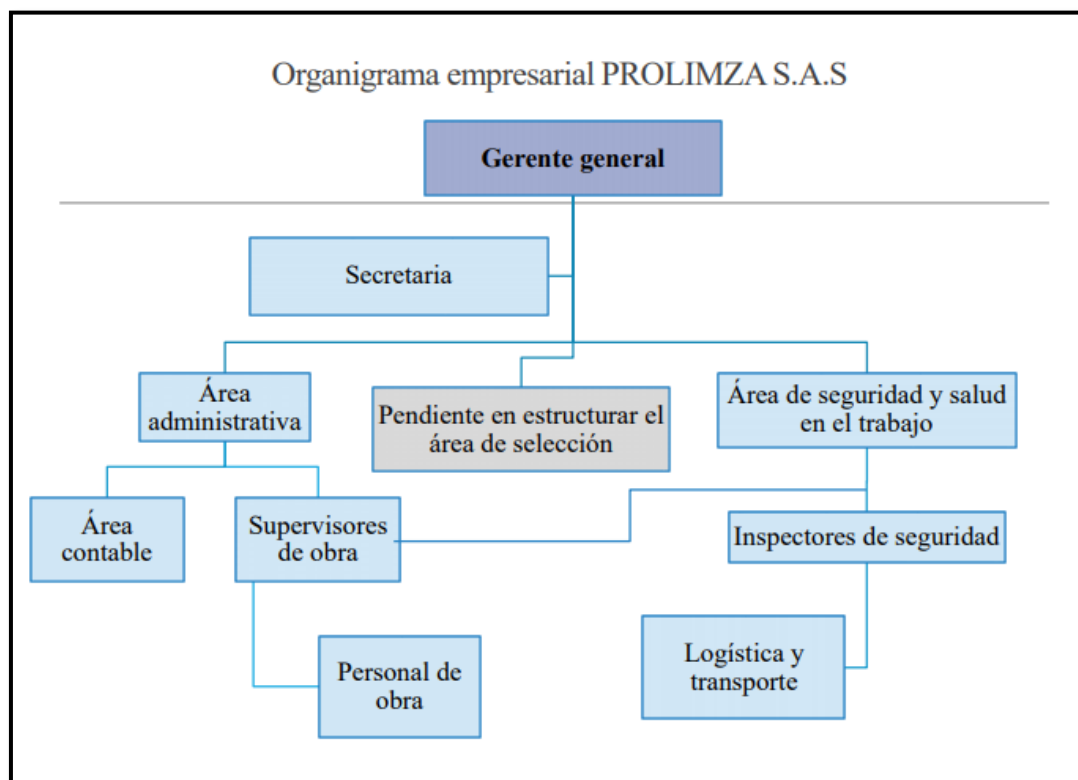 Organigrama empresarial PROLIMZA S.A.S
Gerente general
Secretaria
Área
administrativa
Pendiente en estructurar el
área de selección
Área de seguridad y salud
en el trabajo
Área
contable
Supervisores
de obra
Inspectores de seguridad
Personal de
obra
Logística y
transporte